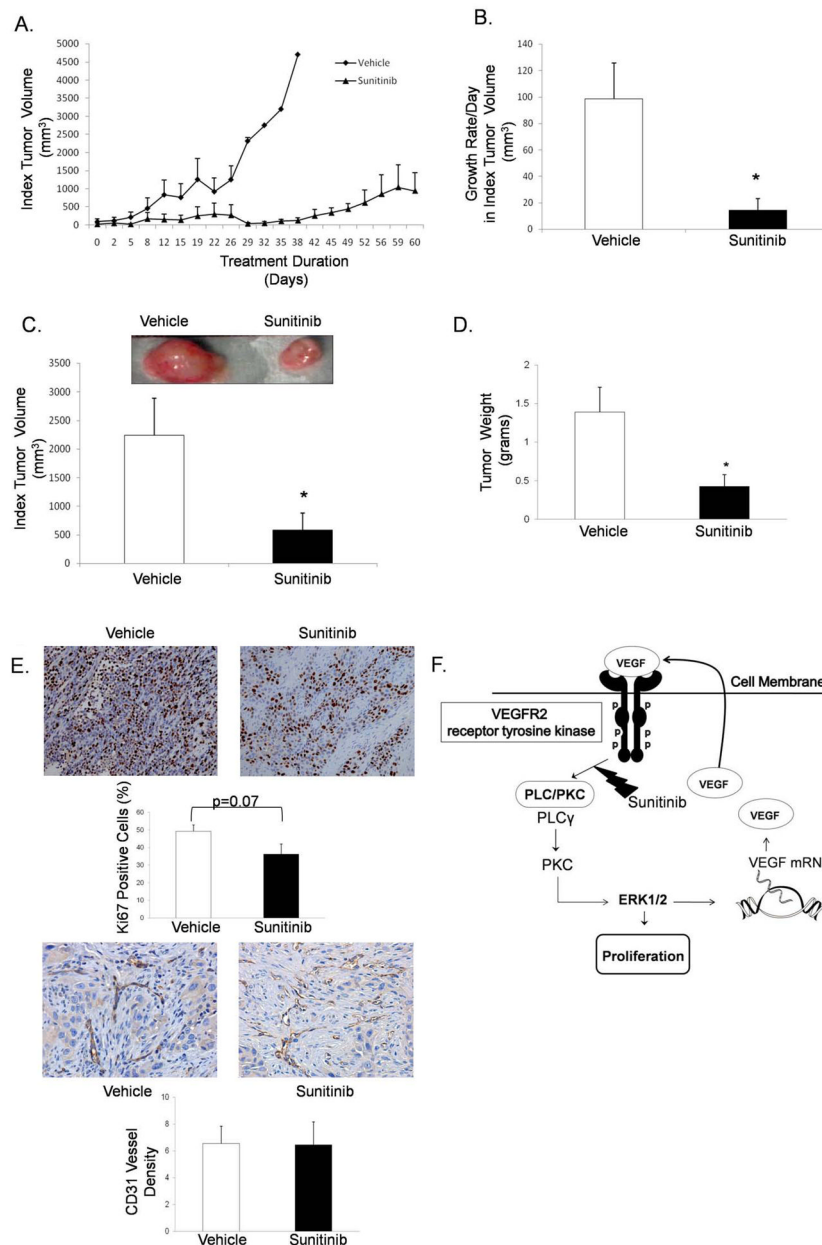 A.
Index Tumor Volume
(mm³)
5000
4500
4000
3500
3000
2500
2000
1500
1000
500
0
Vehicle
Sunitinib
0 2 5 8 12 15 19 22 26 29 32 35 38 42 45 49 52 56 59 60
Treatment Duration
(Days)
B.
Growth Rate/Day
in Index Tumor Volume
(mm³)
140
120
100
80
60
40
20
0
*
Vehicle Sunitinib
C.
Vehicle Sunitinib
Index Tumor Volume
(mm³)
3500
3000
2500
2000
1500
1000
500
0
*
Vehicle Sunitinib
D.
Tumor Weight
(grams)
2
1.5
1
0.5
0
*
Vehicle Sunitinib
E.
Vehicle Sunitinib
Ki67 Positive Cells (%)
60
50
40
30
20
10
0
p=0.07
Vehicle Sunitinib
Vehicle Sunitinib
CD31 Vessel
Density
10
8
6
4
2
0
Vehicle Sunitinib
F.
VEGF
Cell Membrane
VEGFR2
receptor tyrosine kinase
P P
P P
P P
PLC/PKC
Sunitinib
VEGF
PLCγ
VEGF
PKC
VEGF mRN
ERK1/2
Proliferation